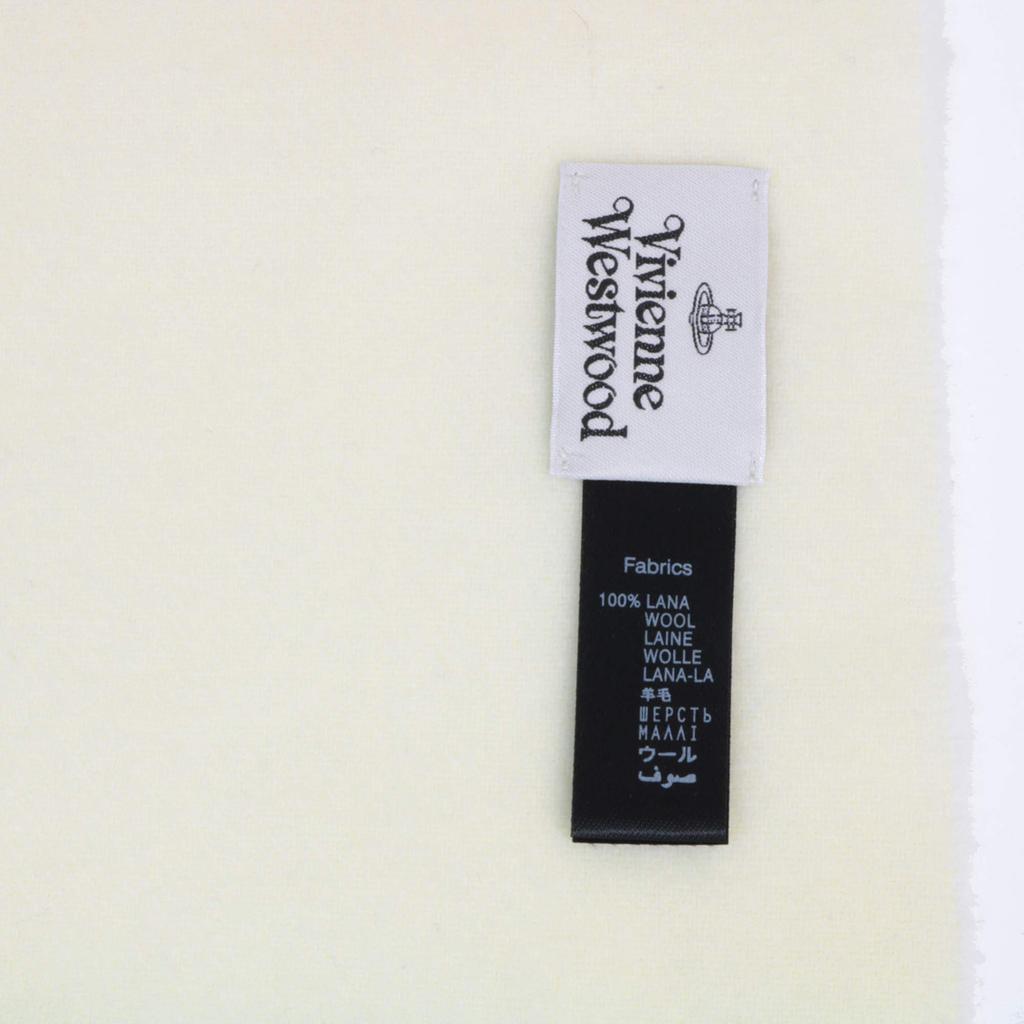 Vivienne
Westwood
Fabrics
100% LANA
WOOL
LAINE
WOLLE
LANA-LA
羊毛
ШЕРСТЬ
ΜΑΛΛΙ
ウール
صوف